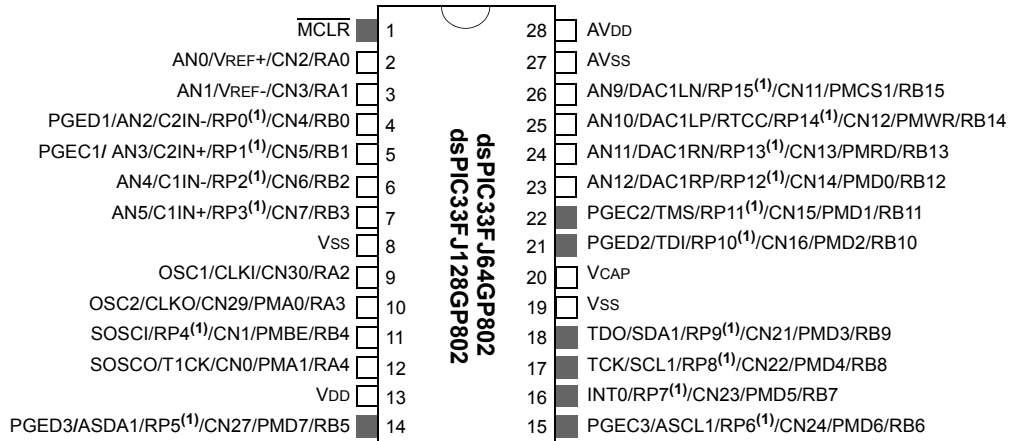 MCLR 1 28 AVDD
AN0/VREF+/CN2/RA0 2 27 AVSS
AN1/VREF-/CN3/RA1 3 26 AN9/DAC1LN/RP15(1)/CN11/PMCS1/RB15
PGED1/AN2/C2IN-/RP0(1)/CN4/RB0 4 25 AN10/DAC1LP/RTCC/RP14(1)/CN12/PMWR/RB14
PGEC1/ AN3/C2IN+/RP1(1)/CN5/RB1 5 24 AN11/DAC1RN/RP13(1)/CN13/PMRD/RB13
AN4/C1IN-/RP2(1)/CN6/RB2 6 23 AN12/DAC1RP/RP12(1)/CN14/PMD0/RB12
AN5/C1IN+/RP3(1)/CN7/RB3 7 22 PGEC2/TMS/RP11(1)/CN15/PMD1/RB11
VSS 8 21 PGED2/TDI/RP10(1)/CN16/PMD2/RB10
OSC1/CLKI/CN30/RA2 9 20 VCAP
OSC2/CLKO/CN29/PMA0/RA3 10 19 VSS
SOSCI/RP4(1)/CN1/PMBE/RB4 11 18 TDO/SDA1/RP9(1)/CN21/PMD3/RB9
SOSCO/T1CK/CN0/PMA1/RA4 12 17 TCK/SCL1/RP8(1)/CN22/PMD4/RB8
VDD 13 16 INT0/RP7(1)/CN23/PMD5/RB7
PGED3/ASDA1/RP5(1)/CN27/PMD7/RB5 14 15 PGEC3/ASCL1/RP6(1)/CN24/PMD6/RB6
dsPIC33FJ64GP802
dsPIC33FJ128GP802